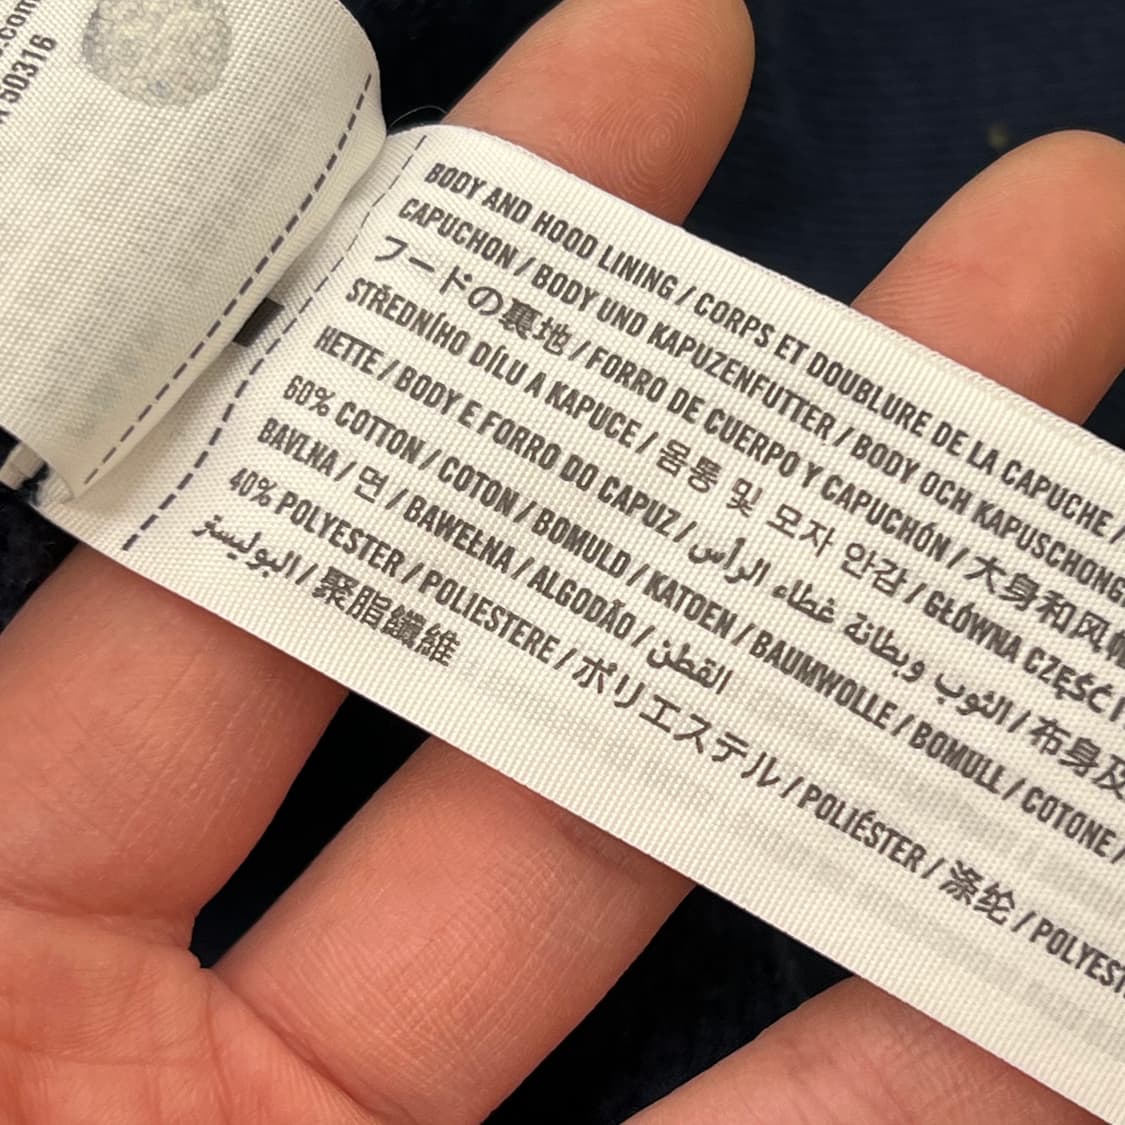 50316
BODY AND HOOD LINING / CORPS ET DOUBLURE DE LA CAPUCHE /
CAPUCHON / BODY UND KAPUZENFUTTER / BODY OCH KAPUSCHONG
フードの裏地 / FORRO DE CUERPO Y CAPUCHÓN / 大身和风帽
STŘEDNÍHO DÍLU A KAPUCE / 몸통 및 모자 안감 / GŁÓWNA CZĘŚĆ
HETTE / BODY E FORRO DO CAPUZ / الثوب وبطانة غطاء الرأس / 布身及
60% COTTON / COTON / BOMULD / KATOEN / BAUMWOLLE / BOMULL / COTONE /
BAVLNA / 면 / BAWEŁNA / ALGODÃO / القطن
40% POLYESTER / POLIESTERE / ポリエステル / POLIÉSTER / 涤纶 / POLYEST
البوليستر / 聚脂纖維